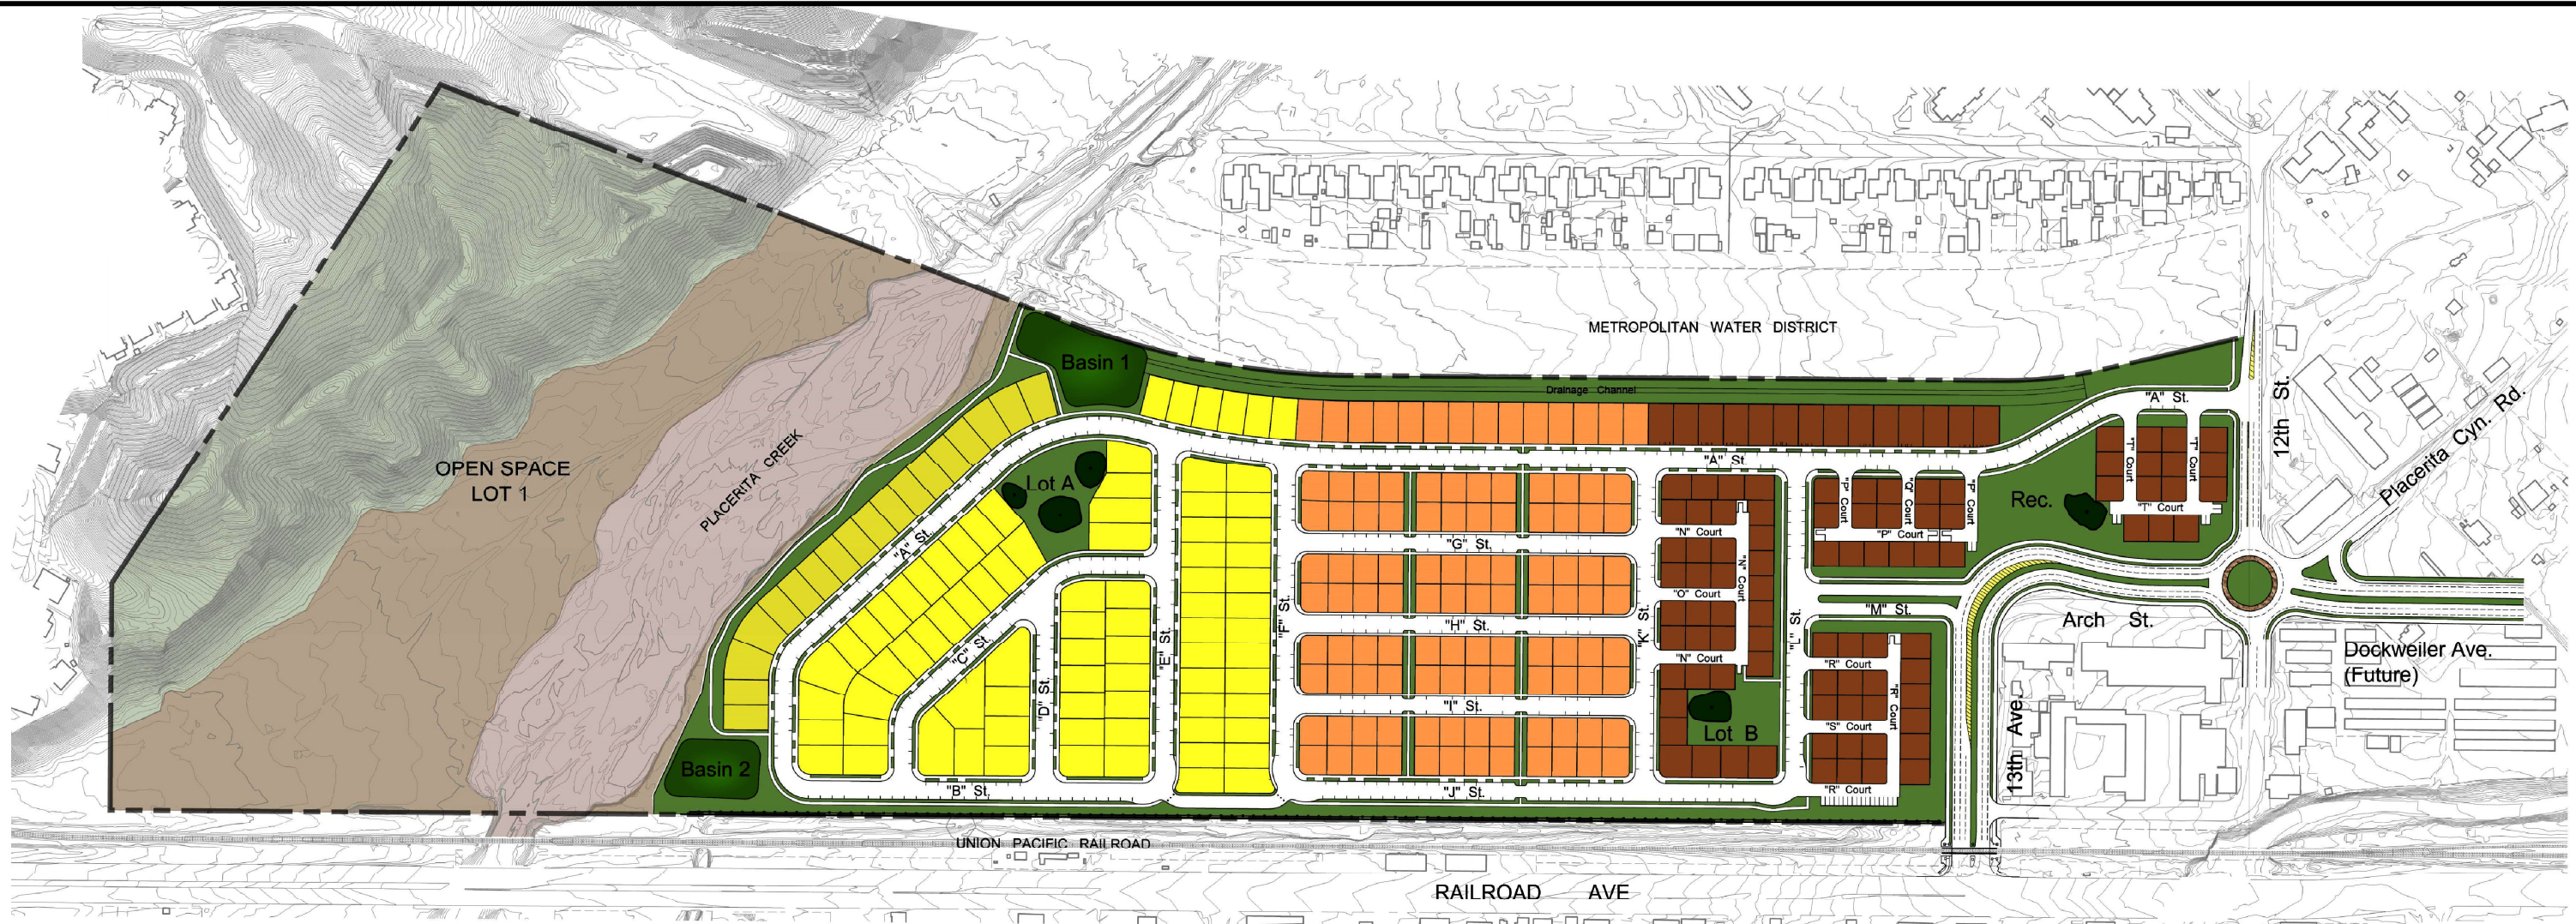 METROPOLITAN WATER DISTRICT
Basin 1
Drainage Channel
12th St.
"A" St.
Placerita Cyn. Rd.
"T" Court
"T" Court
OPEN SPACE
LOT 1
PLACERITA CREEK
Lot A
"A" St.
"P" Court
"Q" Court
"P" Court
Rec.
"T" Court
"A" St.
"G" St.
"N" Court
"P" Court
"N" Court
"O" Court
"F" St.
"K" St.
"L" St.
"M" St.
Arch St.
"H" St.
"E" St.
"C" St.
"N" Court
"R" Court
Dockweiler Ave.
(Future)
"D" St.
"I" St.
"R" Court
"S" Court
Lot B
13th Ave.
Basin 2
"B" St.
"J" St.
"R" Court
UNION PACIFIC RAILROAD
RAILROAD AVE